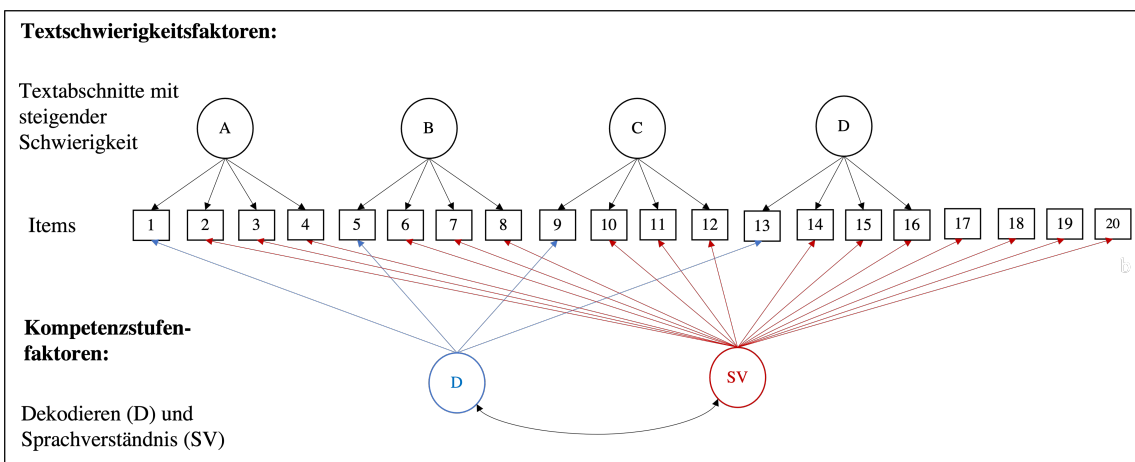 Textschwierigkeitsfaktoren:
Textabschnitte mit
steigender
Schwierigkeit
A B C D
Items
1 2 3 4 5 6 7 8 9 10 11 12 13 14 15 16 17 18 19 20
b
Kompetenzstufen-
faktoren:
D SV
Dekodieren (D) und
Sprachverständnis (SV)